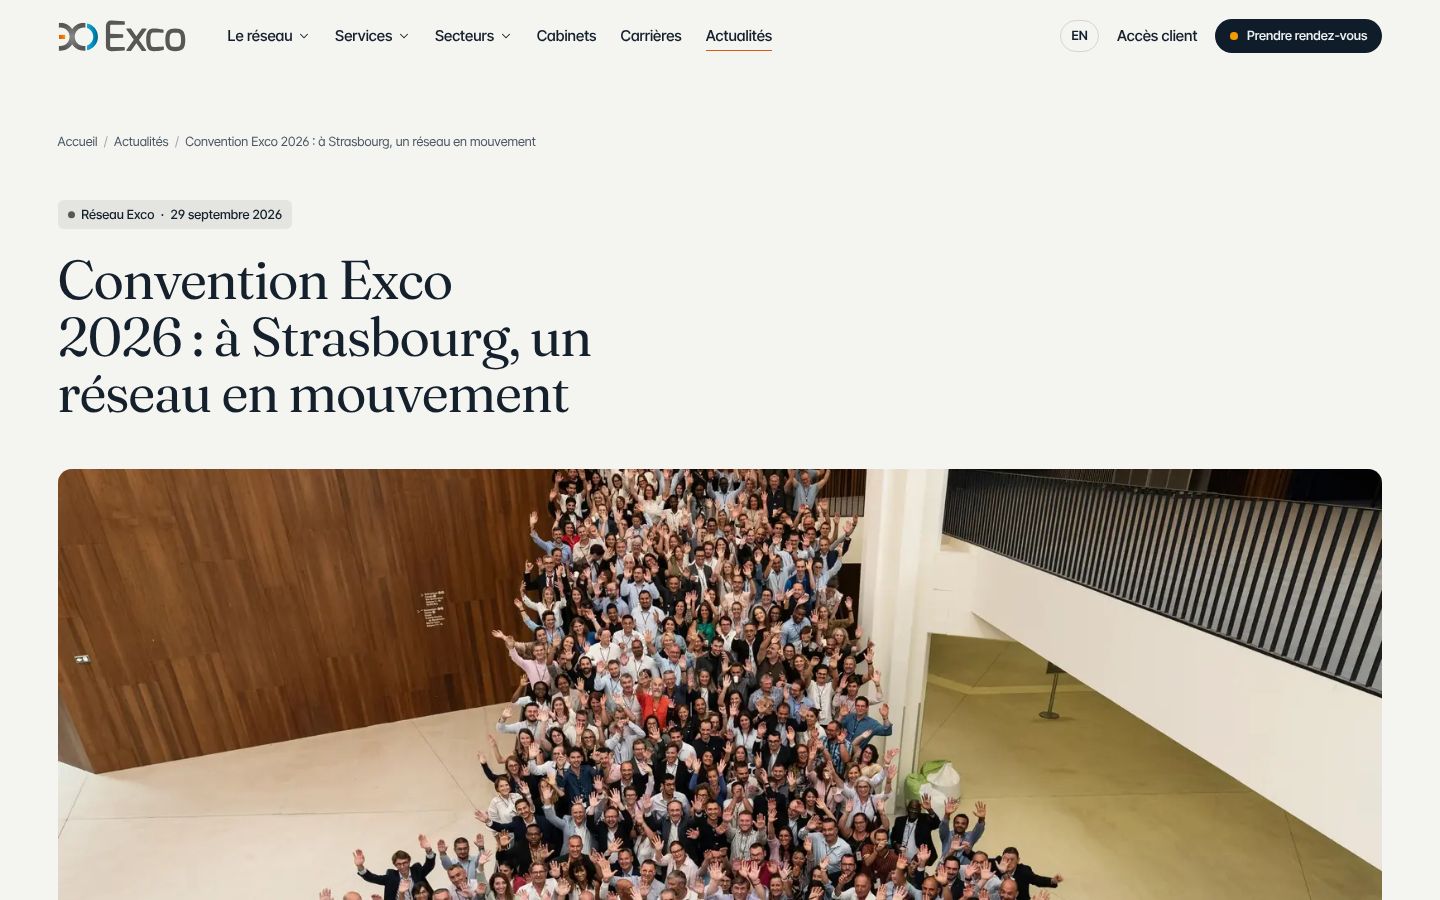 Exco
Le réseau
Services
Secteurs
Cabinets
Carrières
Actualités
EN
Accès client
Prendre rendez-vous
Accueil / Actualités / Convention Exco 2026 : à Strasbourg, un réseau en mouvement
Réseau Exco · 29 septembre 2026
Convention Exco
2026 : à Strasbourg, un
réseau en mouvement